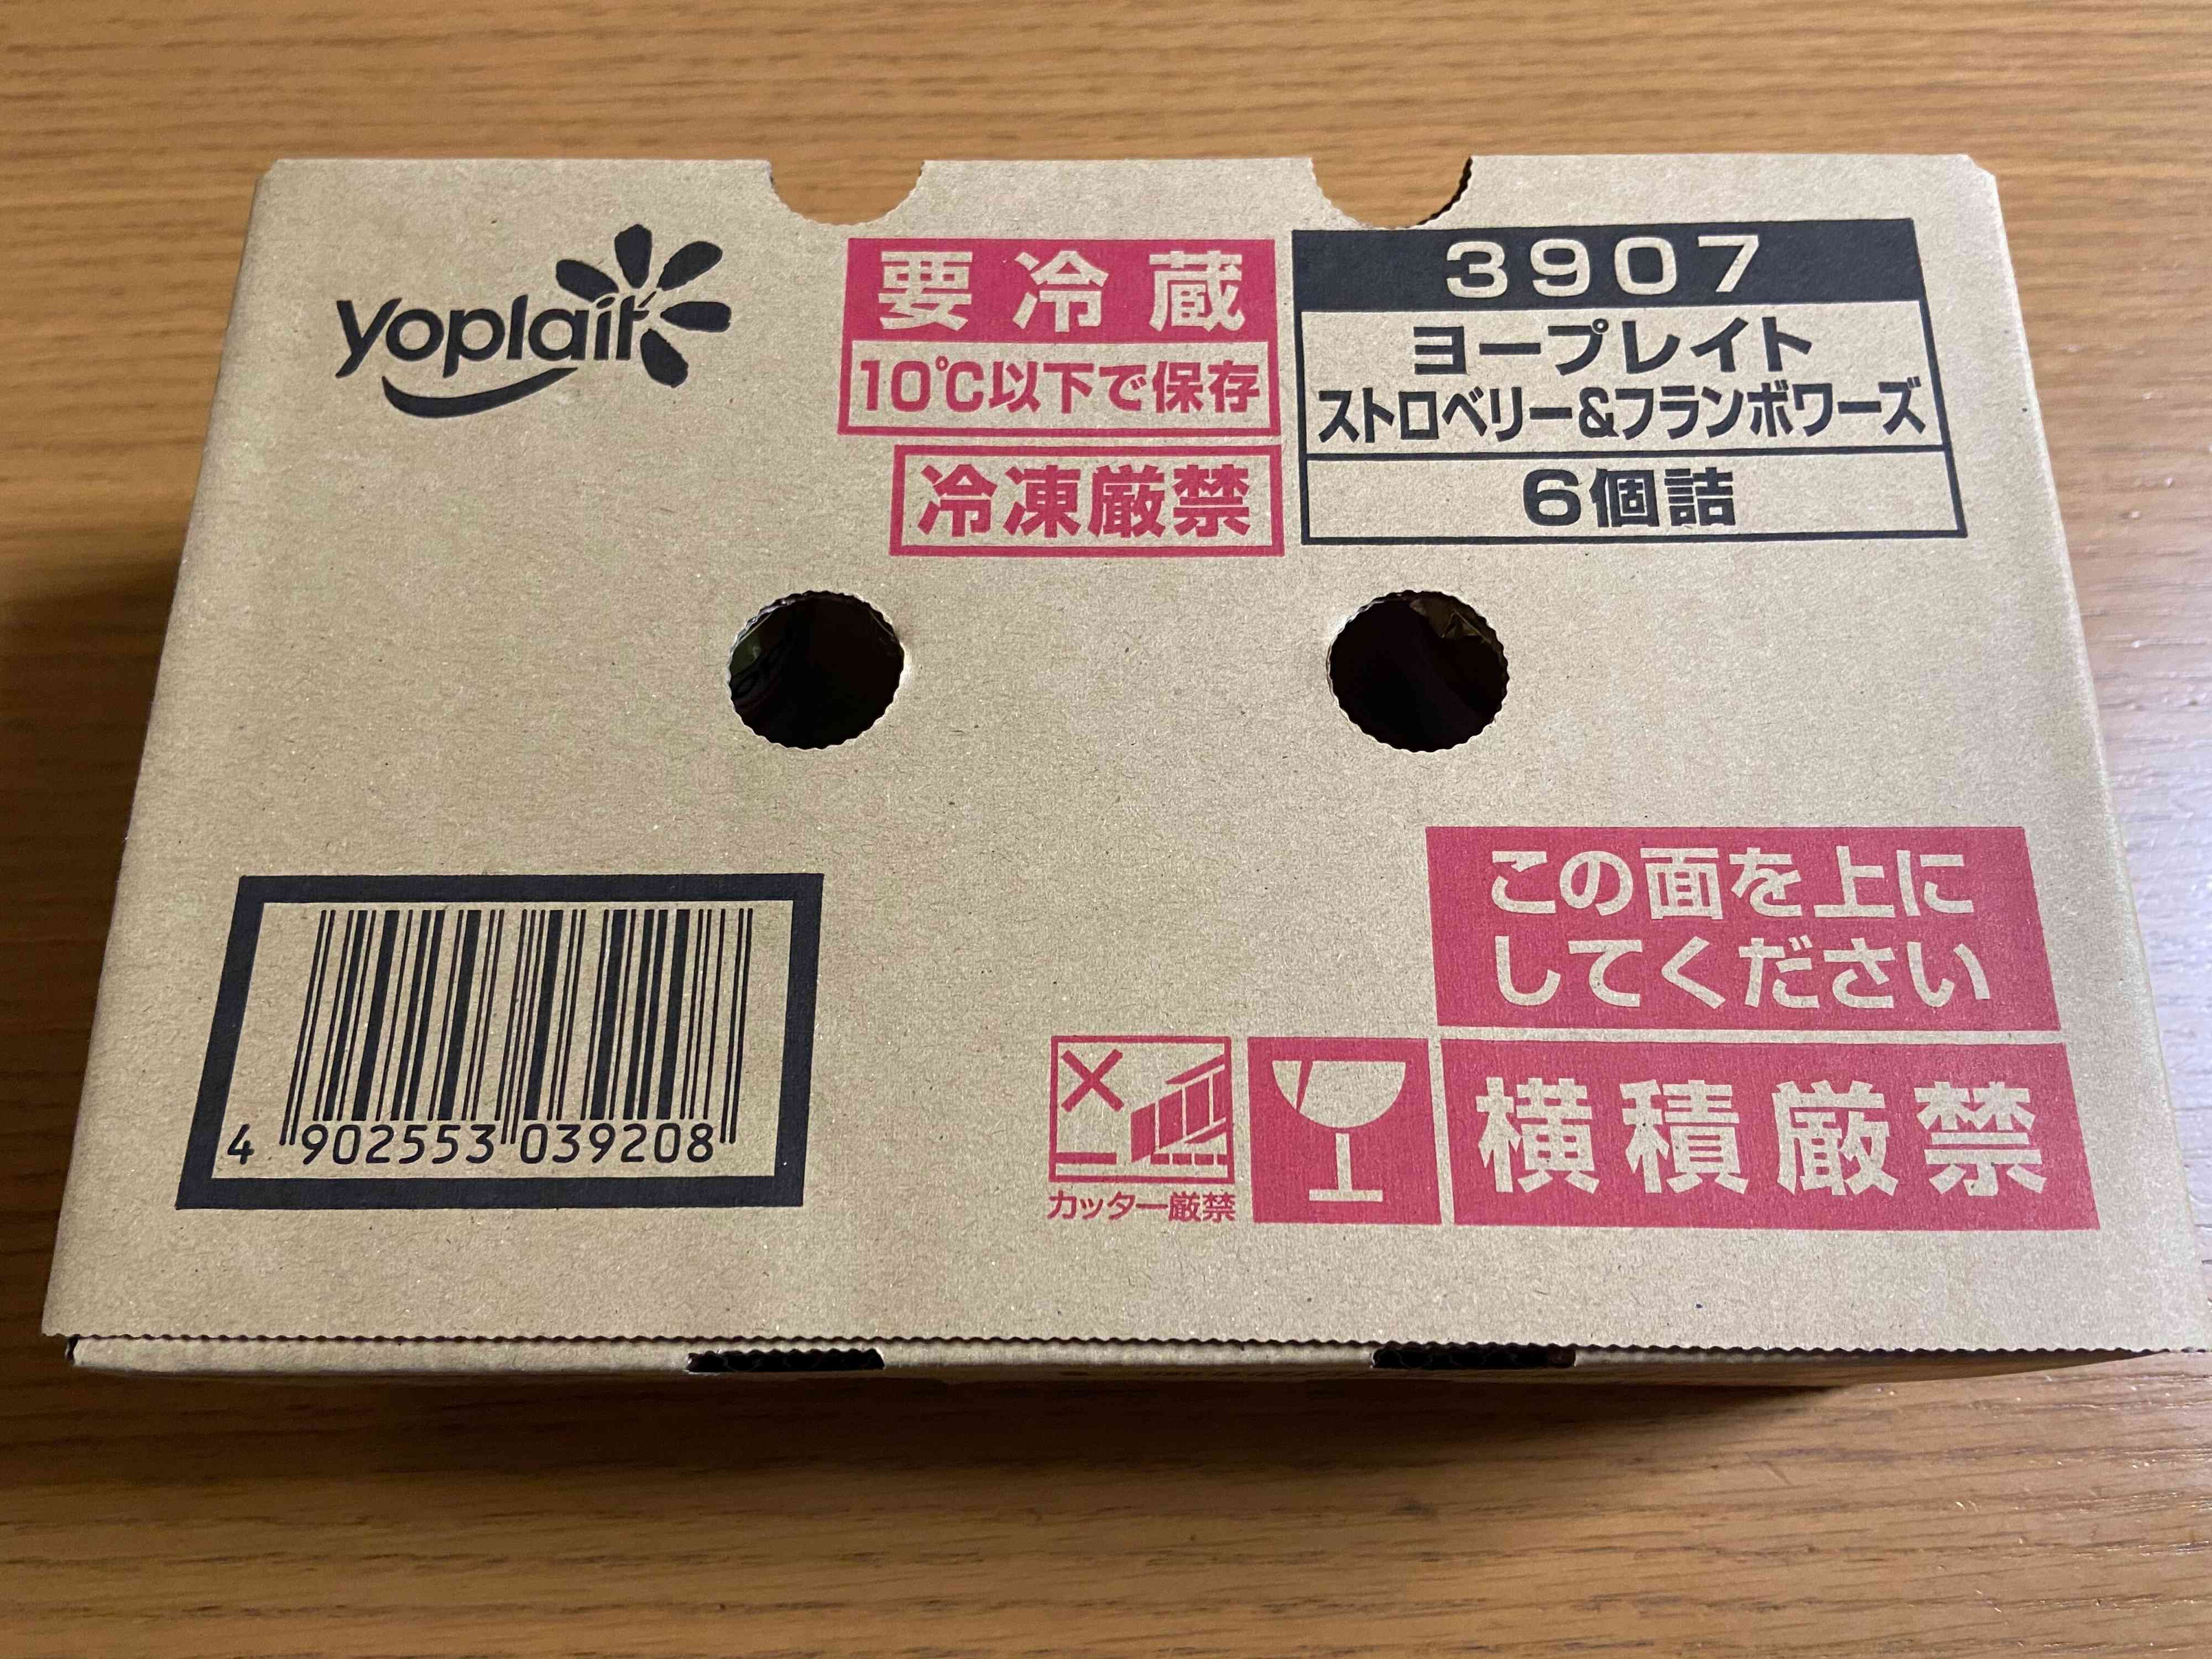 yoplait
要冷蔵
10℃以下で保存
冷凍厳禁
3907
ヨープレイト
ストロベリー&フランボワーズ
6個詰
この面を上に
してください
横積厳禁
カッター厳禁
4 902553 039208